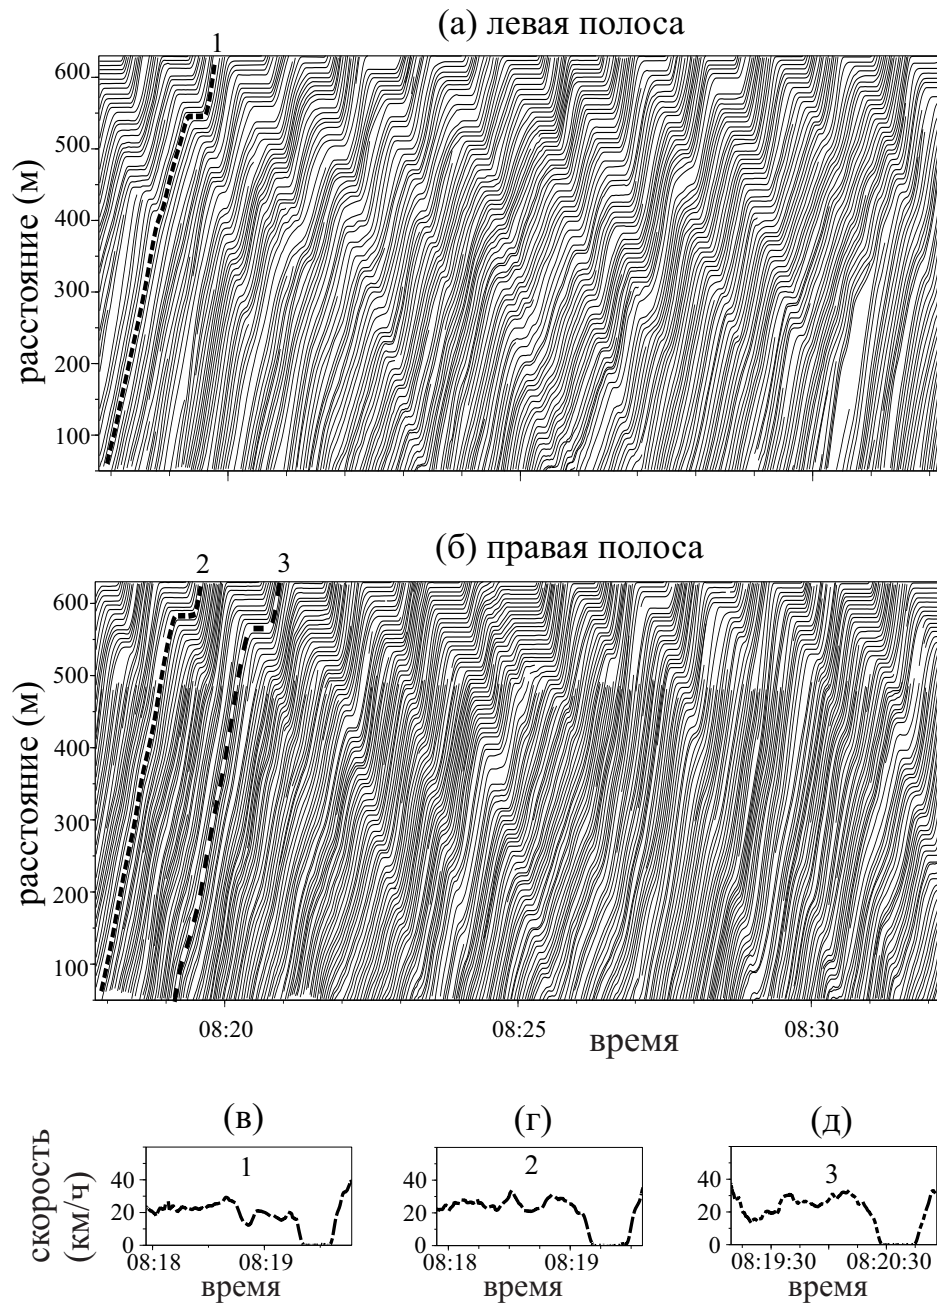 (а) левая полоса
1
600
500
400
300
200
100
расстояние (м)
(б) правая полоса
2 3
600
500
400
300
200
100
расстояние (м)
08:20 08:25 08:30
время
(в) (г) (д)
скорость
(км/ч)
40
20
0
1
08:18 08:19
время
40
20
0
2
08:18 08:19
время
40
20
0
3
08:19:30 08:20:30
время